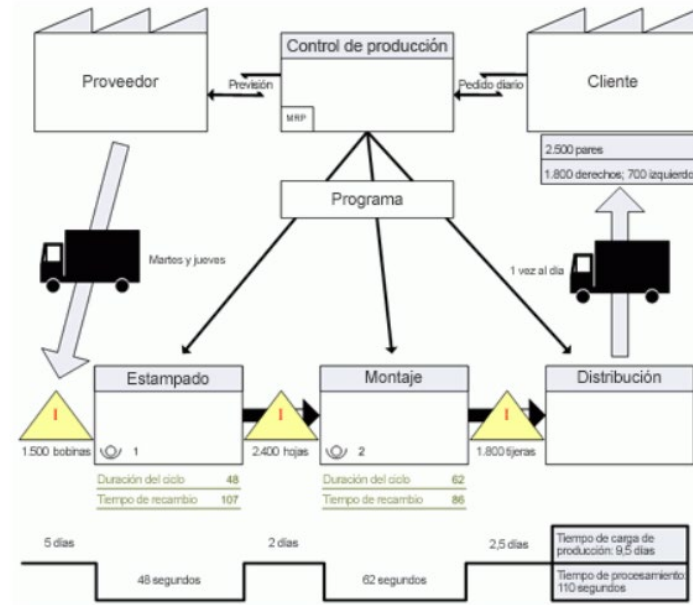 Control de producción
Proveedor
Cliente
Previsión
Pedido diario
MRP
2.500 pares
1.800 derechos; 700 izquierdo
Programa
Martes y jueves
1 vez al día
Estampado
Montaje
Distribución
I
I
I
1.500 bobinas
1
2.400 hojas
2
1.800 tijeras
Duración del ciclo 48
Duración del ciclo 62
Tiempo de recambio 107
Tiempo de recambio 86
5 días
2 días
2,5 días
Tiempo de carga de
producción: 9,5 días
48 segundos
62 segundos
Tiempo de procesamiento:
110 segundos